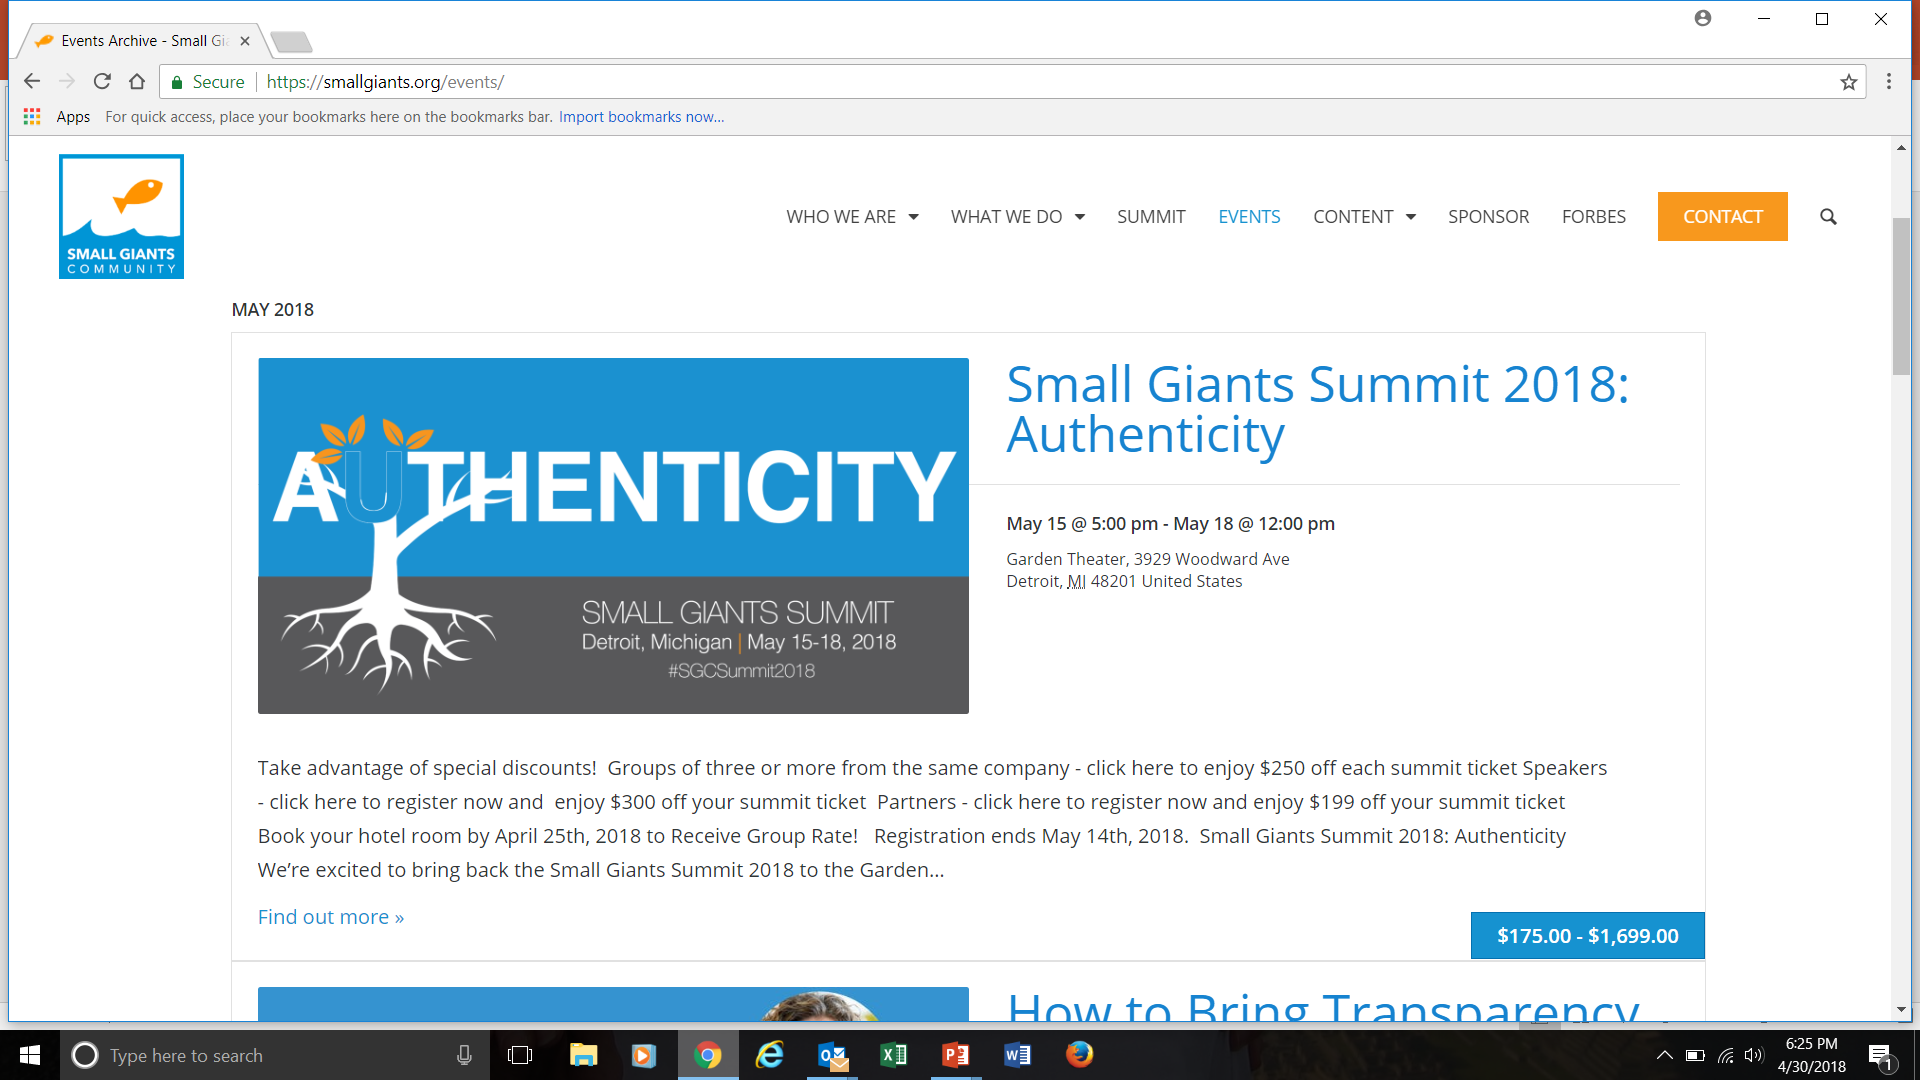 Events Archive - Small Gi
Secure https://smallgiants.org/events/
Apps For quick access, place your bookmarks here on the bookmarks bar. Import bookmarks now...
SMALL GIANTS
COMMUNITY
WHO WE ARE WHAT WE DO SUMMIT EVENTS CONTENT SPONSOR FORBES CONTACT
MAY 2018
AUTHENTICITY
SMALL GIANTS SUMMIT
Detroit, Michigan | May 15-18, 2018
#SGCSummit2018
Small Giants Summit 2018:
Authenticity
May 15 @ 5:00 pm - May 18 @ 12:00 pm
Garden Theater, 3929 Woodward Ave
Detroit, MI 48201 United States
Take advantage of special discounts!  Groups of three or more from the same company - click here to enjoy $250 off each summit ticket Speakers
- click here to register now and  enjoy $300 off your summit ticket  Partners - click here to register now and enjoy $199 off your summit ticket
Book your hotel room by April 25th, 2018 to Receive Group Rate!   Registration ends May 14th, 2018.  Small Giants Summit 2018: Authenticity
We’re excited to bring back the Small Giants Summit 2018 to the Garden...
Find out more »
$175.00 - $1,699.00
How to Bring Transparency
Type here to search
6:25 PM
4/30/2018
1